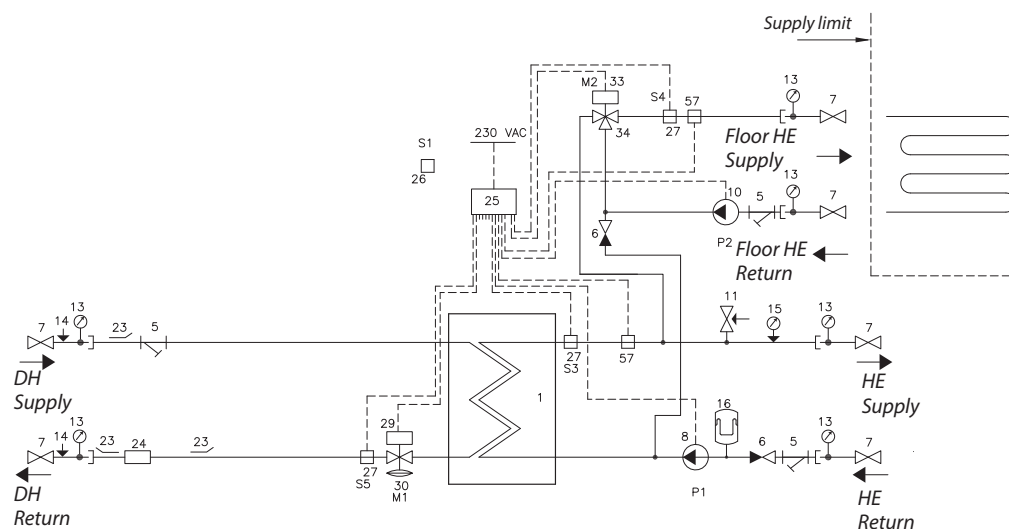 Supply limit
13
M2
33
S4
57
7
34
27
Floor HE
Supply
230 VAC
S1
26
25
13
10
5
7
6
P2
Floor HE
Return
11
15
13
7
13
14
7
23
5
27
S3
57
DH
Supply
HE
Supply
1
16
13
7
14
23
24
23
29
27
S5
30
M1
8
6
5
13
7
P1
DH
Return
HE
Return